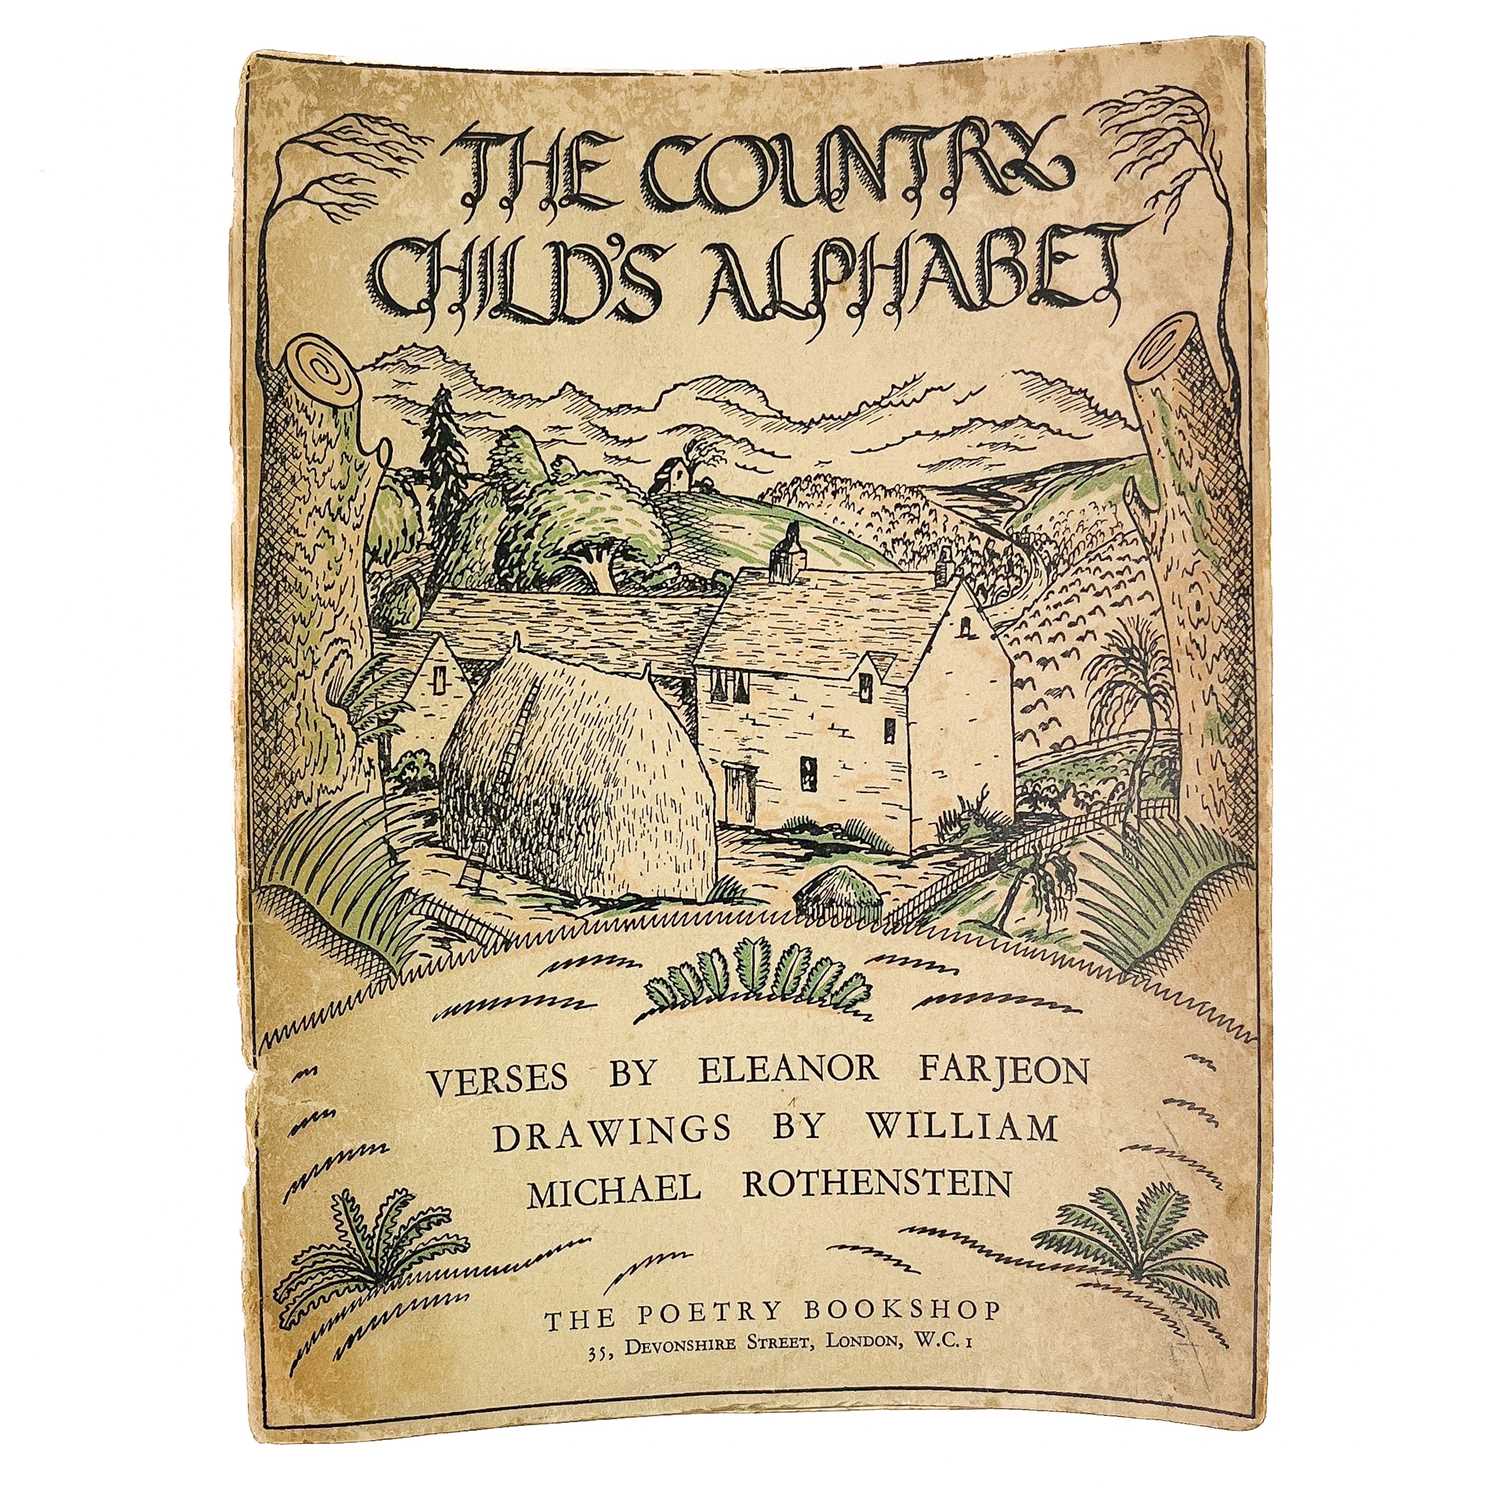 THE COUNTRY
CHILD'S ALPHABET
VERSES BY ELEANOR FARJEON
DRAWINGS BY WILLIAM
MICHAEL ROTHENSTEIN
THE POETRY BOOKSHOP
35, DEVONSHIRE STREET, LONDON, W.C.1